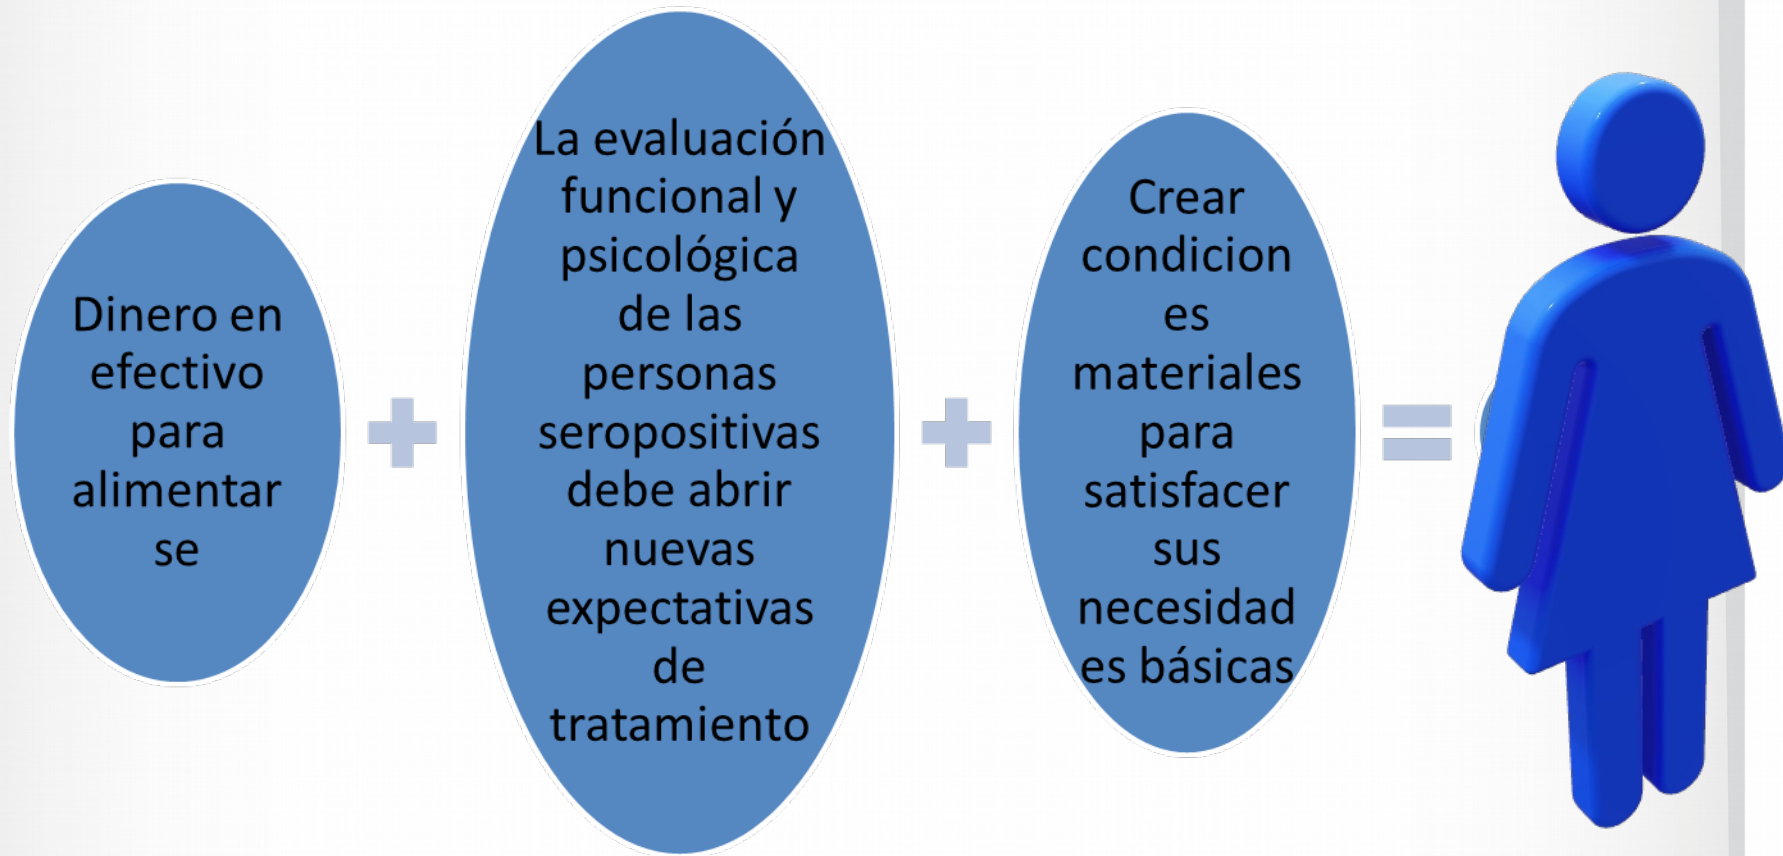 Dinero en
efectivo
para
alimentar
se
La evaluación
funcional y
psicológica
de las
personas
seropositivas
debe abrir
nuevas
expectativas
de
tratamiento
Crear
condicion
es
materiales
para
satisfacer
sus
necesidad
es básicas